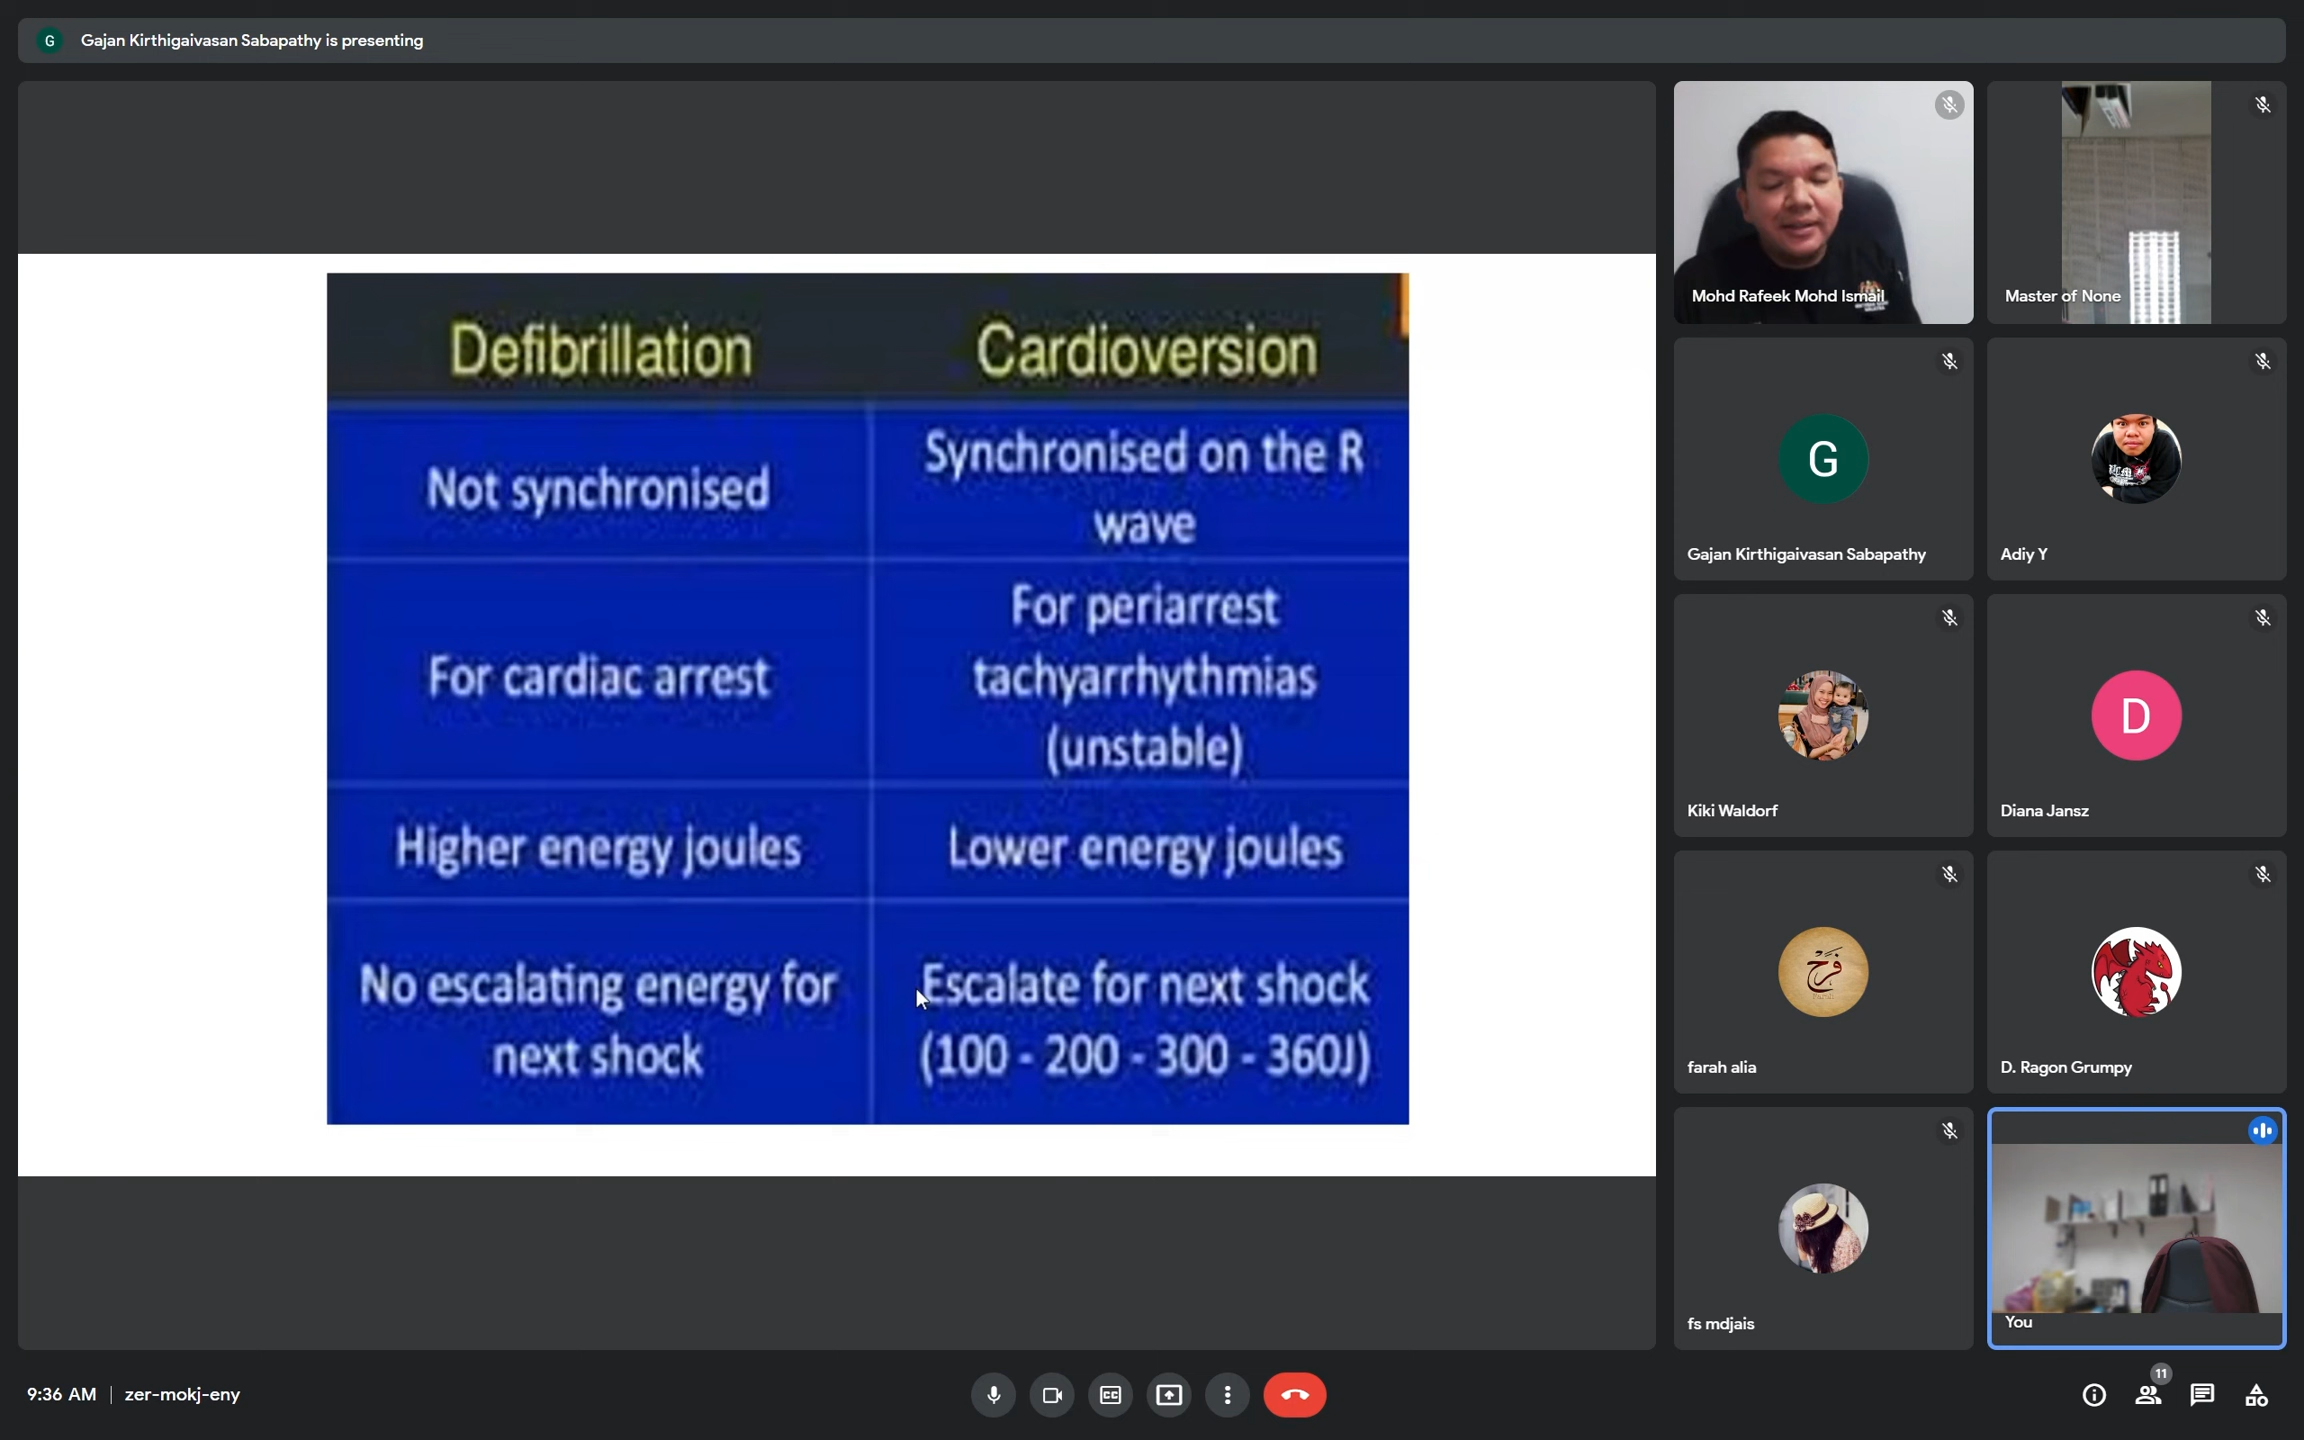 G Gajan Kirthigaivasan Sabapathy is presenting
Defibrillation
Cardioversion
Not synchronised
Synchronised on the R
wave
For cardiac arrest
For periarrest
tachyarrhythmias
(unstable)
Higher energy joules
Lower energy joules
No escalating energy for
next shock
Escalate for next shock
(100 - 200 - 300 - 360J)
Mohd Rafeek Mohd Ismail
Master of None
G
Gajan Kirthigaivasan Sabapathy
Adiy Y
Kiki Waldorf
D
Diana Jansz
فرح
farah alia
D. Ragon Grumpy
fs mdjais
You
9:36 AM | zer-mokj-eny
CC
11